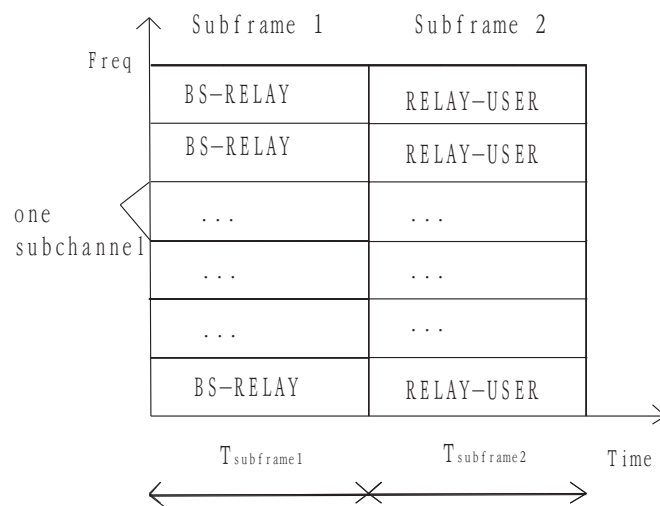 Subframe 1 Subframe 2
Freq
BS—RELAY RELAY—USER
BS—RELAY RELAY—USER
... ...
one
subchannel
... ...
... ...
BS—RELAY RELAY—USER
Tsubframe1 Tsubframe2 Time